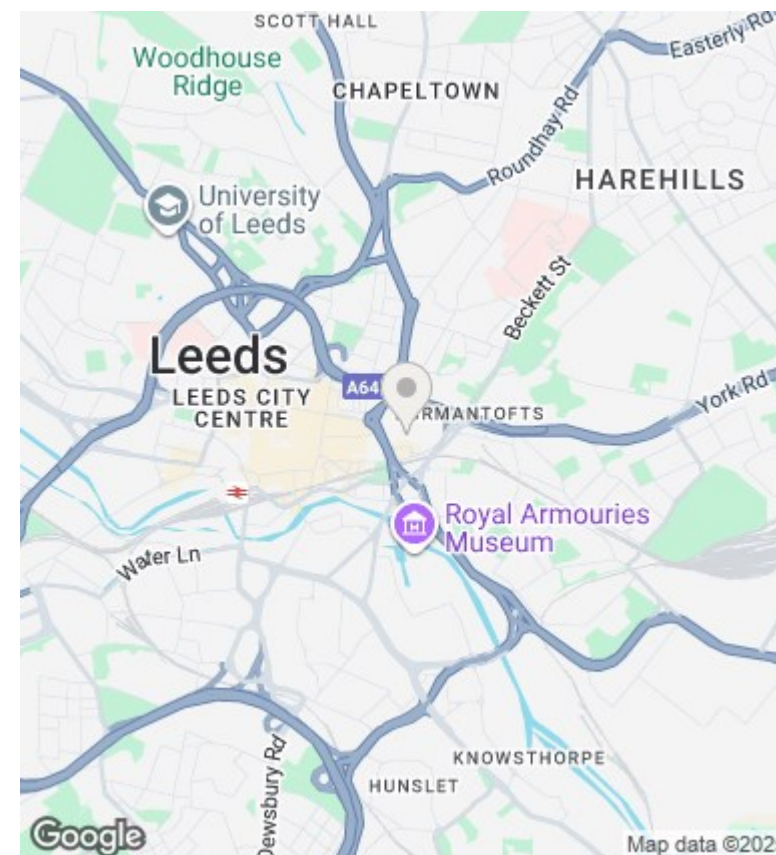 SCOTT HALL
Easterly Rd
Woodhouse
Ridge
CHAPELTOWN
Roundhay Rd
HAREHILLS
University
of Leeds
Beckett St
Leeds
LEEDS CITY
CENTRE
A64
RMANTOFTS
York Rd
Royal Armouries
Museum
Water Ln
KNOWSTHORPE
Dewsbury Rd
HUNSLET
Google
Map data ©202